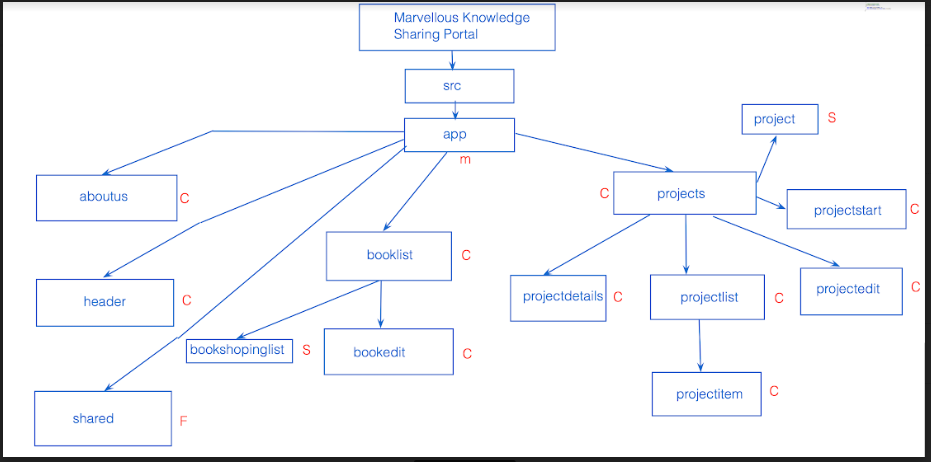 Marvellous Knowledge
Sharing Portal
src
app
m
project
S
aboutus
C
C
projects
projectstart
C
booklist
C
header
C
projectdetails
C
projectlist
C
projectedit
C
bookshopinglist
S
bookedit
C
projectitem
C
shared
F